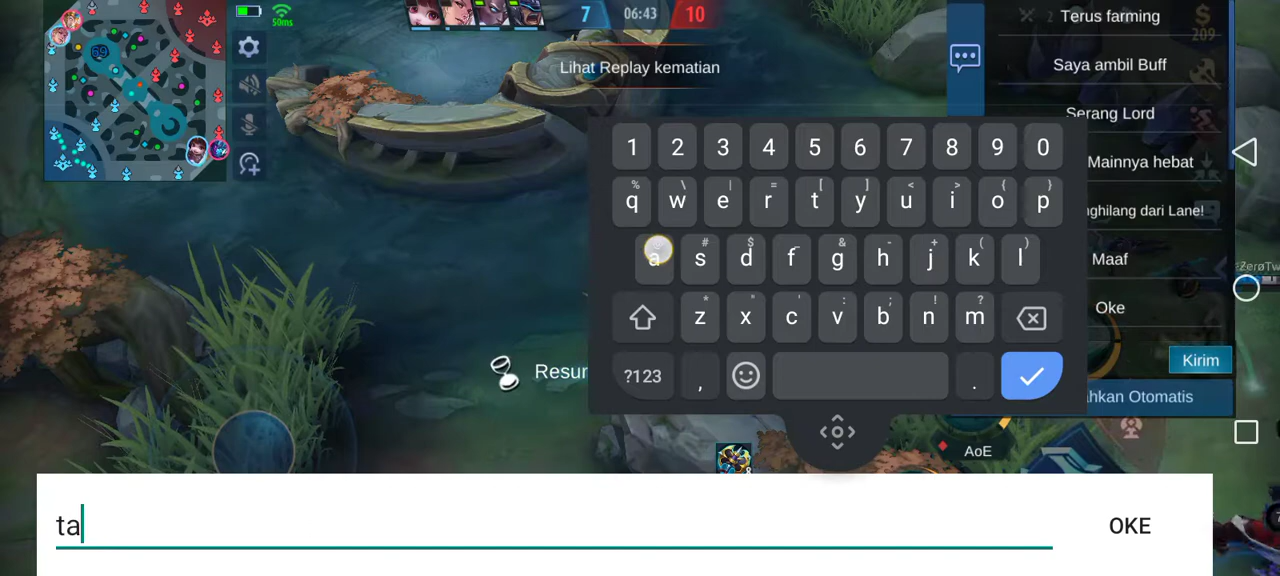 50ms
7 06:43 10
Lihat Replay kematian
Terus farming
209
Saya ambil Buff
Serang Lord
Mainnya hebat
nghilang dari Lane!
Maaf
Oke
Kirim
hkan Otomatis
1 2 3 4 5 6 7 8 9 0
% \ | = [ ] < > { }
q w e r t y u i o p
# $ _ & - + ( )
a s d f g h j k l
* " ' : ; ! ?
z x c v b n m
?123 , .
Resur
AoE
ta
OKE